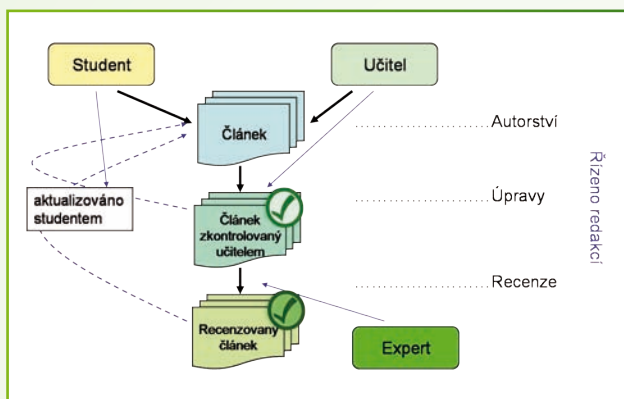 Student
Učitel
Článek
Autorství
aktualizováno
studentem
Článek
zkontrolovaný
učitelem
Úpravy
Řízeno redakcí
Recenze
Recenzovaný
článek
Expert